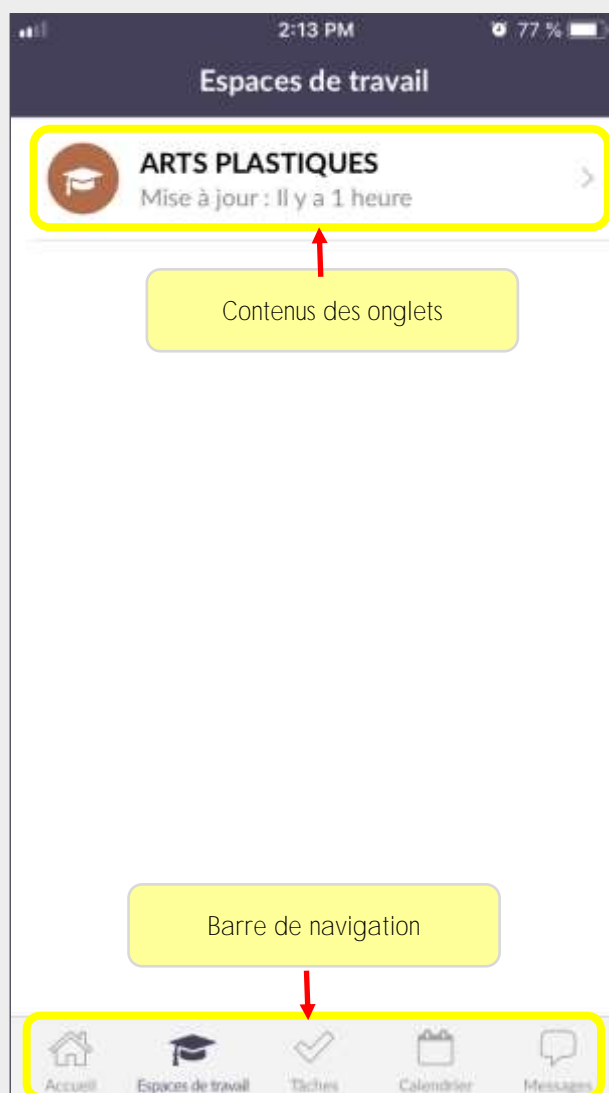 2:13 PM 77 %
Espaces de travail
ARTS PLASTIQUES
Mise à jour : Il y a 1 heure
Contenus des onglets
Barre de navigation
Accueil Espaces de travail Tâches Calendrier Messages